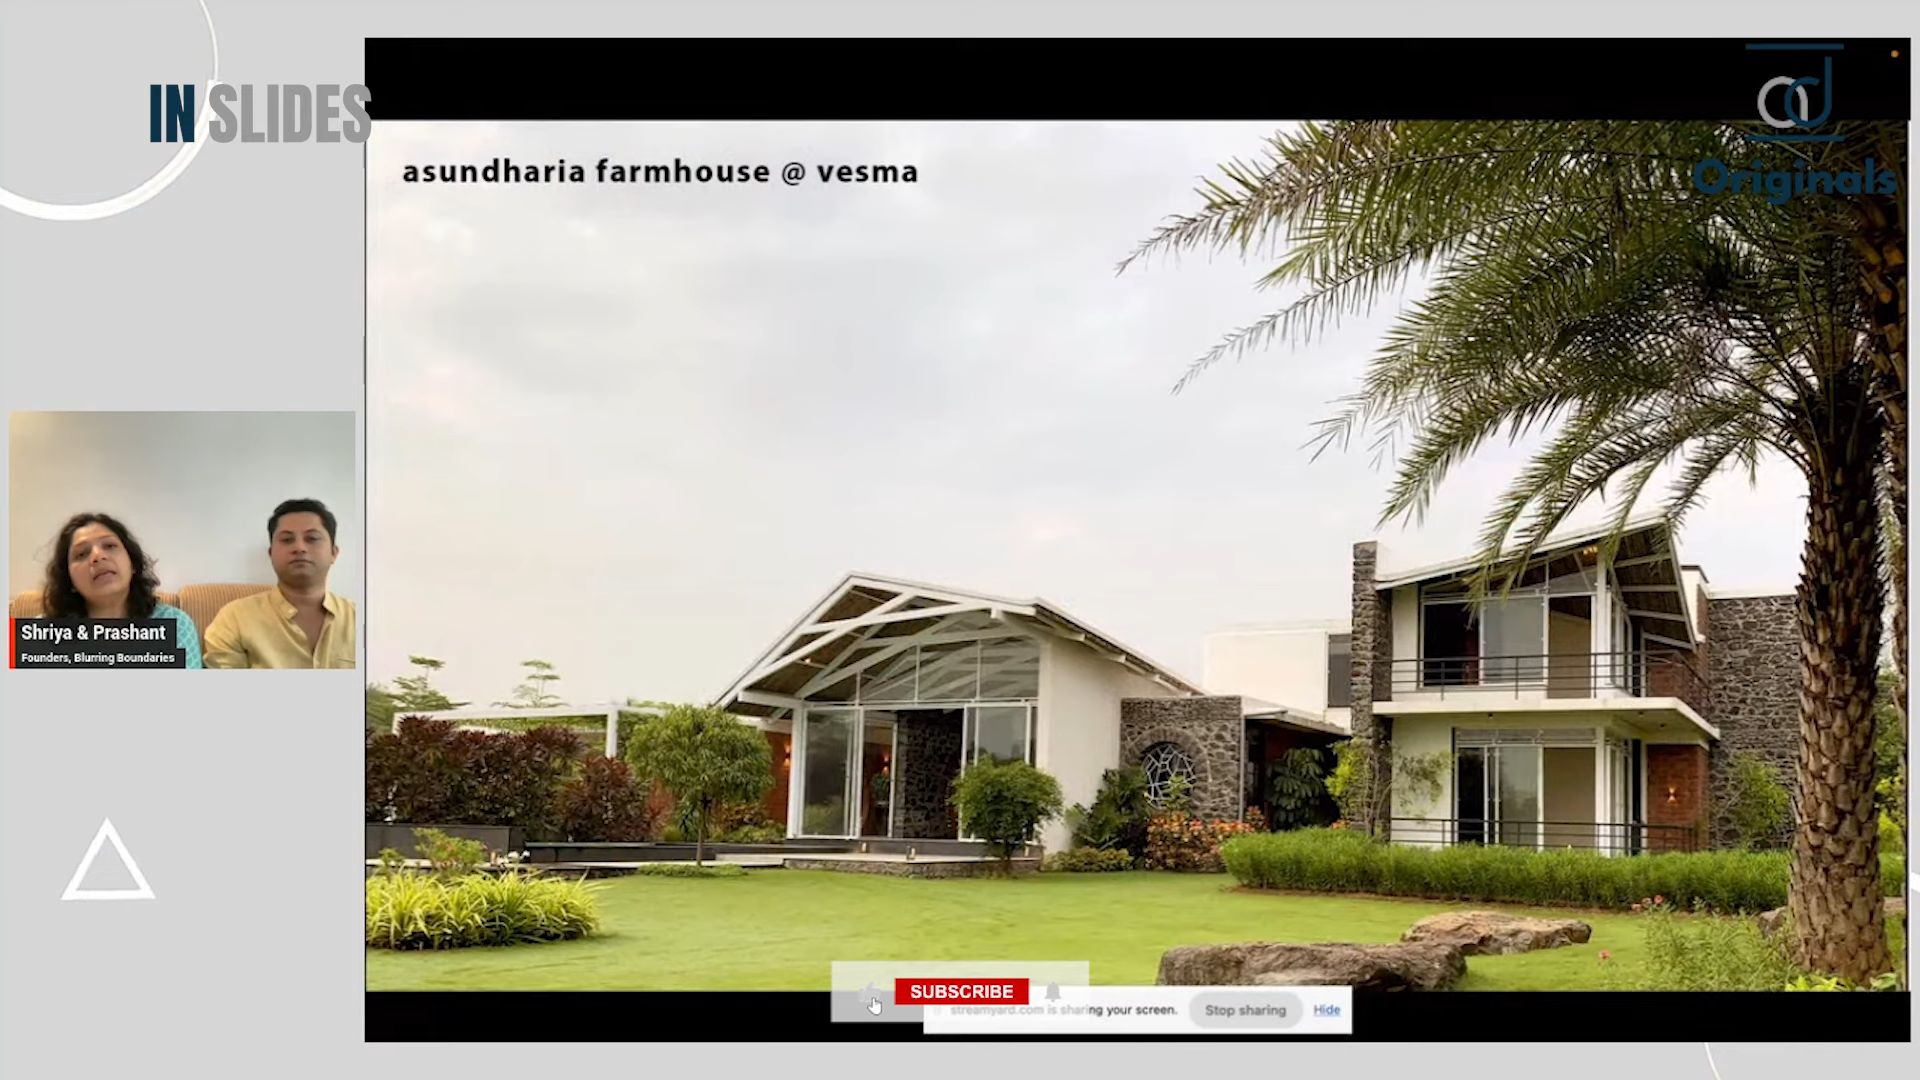 IN SLIDES
asundharia farmhouse @ vesma
ad
Originals
Shriya & Prashant
Founders, Blurring Boundaries
SUBSCRIBE
streamyard.com is sharing your screen.
Stop sharing
Hide